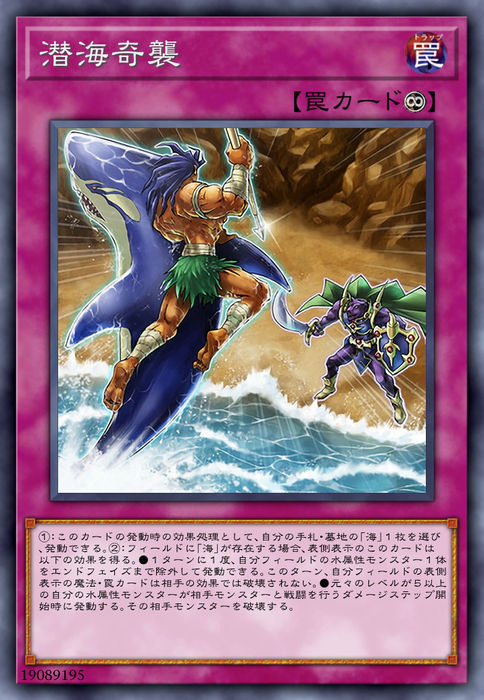 潜海奇襲
トラップ
罠
【罠カード】
①:このカードの発動時の効果処理として、自分の手札・墓地の「海」1枚を選び
、発動できる。②:フィールドに「海」が存在する場合、表側表示のこのカードは
以下の効果を得る。●1ターンに1度、自分フィールドの水属性モンスター1体
をエンドフェイズまで除外して発動できる。このターン、自分フィールドの表側
表示の魔法・罠カードは相手の効果では破壊されない。●元々のレベルが5以上
の自分の水属性モンスターが相手モンスターと戦闘を行うダメージステップ開
始時に発動する。その相手モンスターを破壊する。
19089195